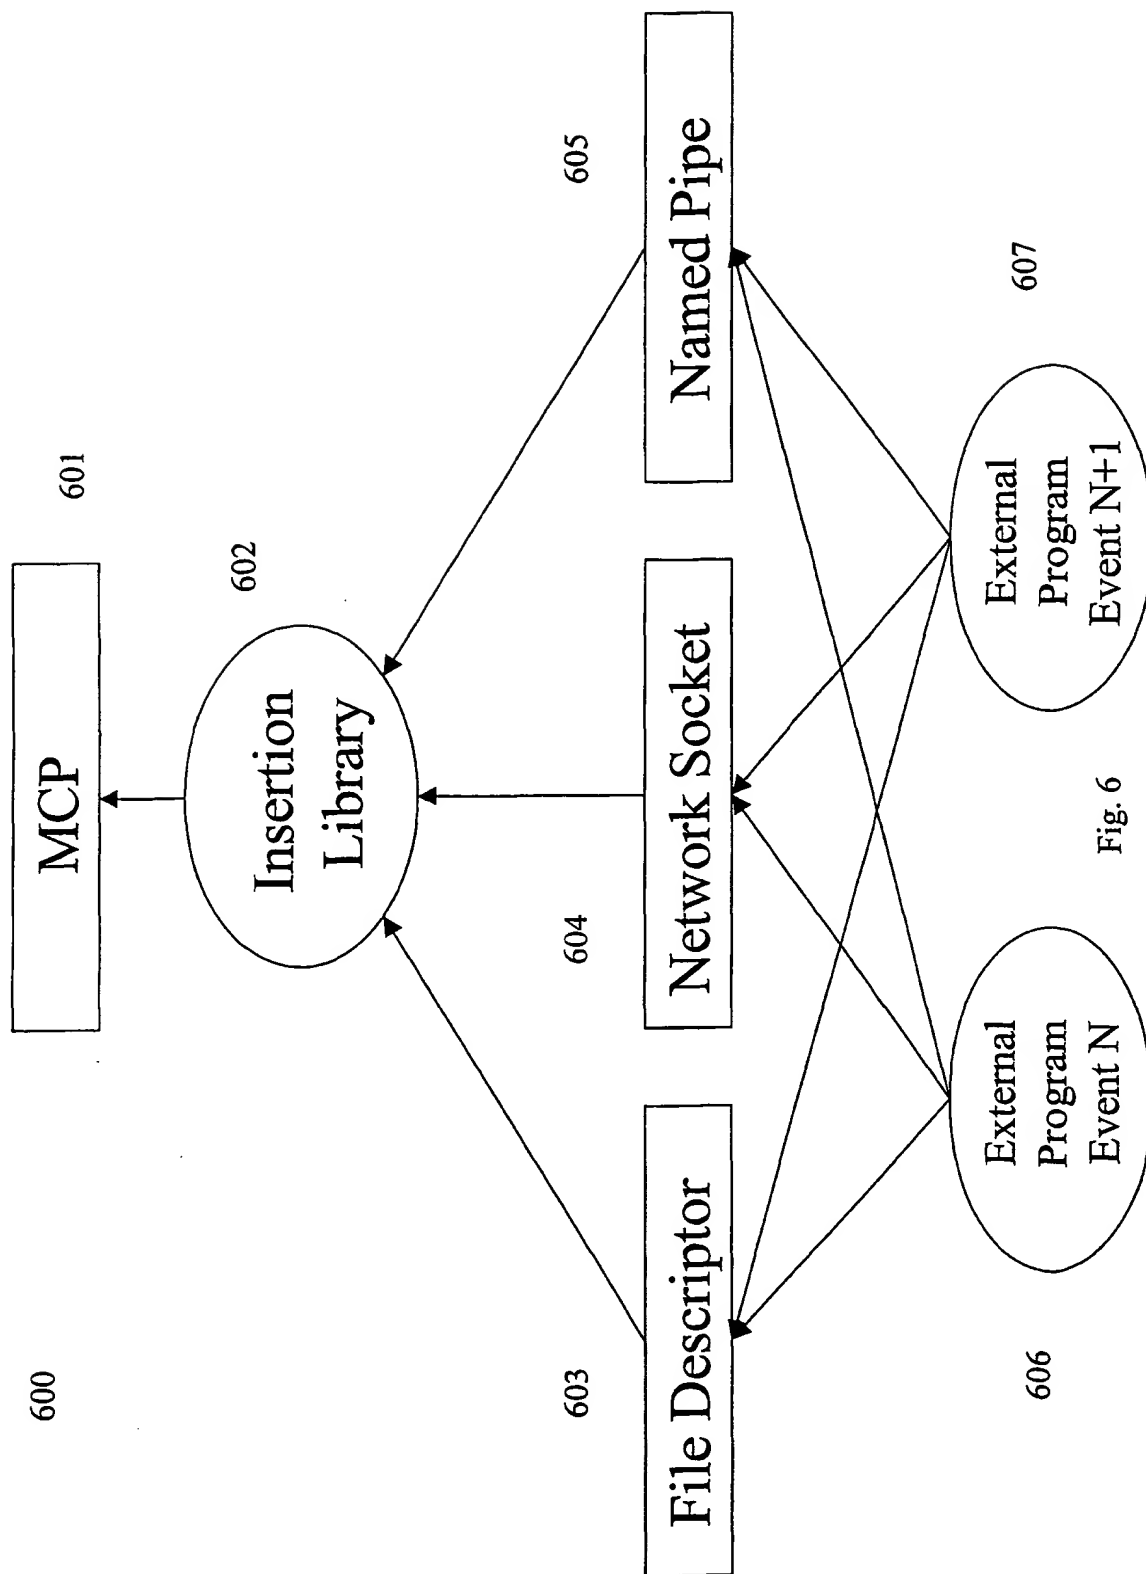 600
MCP
601
Insertion
Library
602
603
File Descriptor
604
Network Socket
605
Named Pipe
606
External
Program
Event N
External
Program
Event N+1
607
Fig. 6